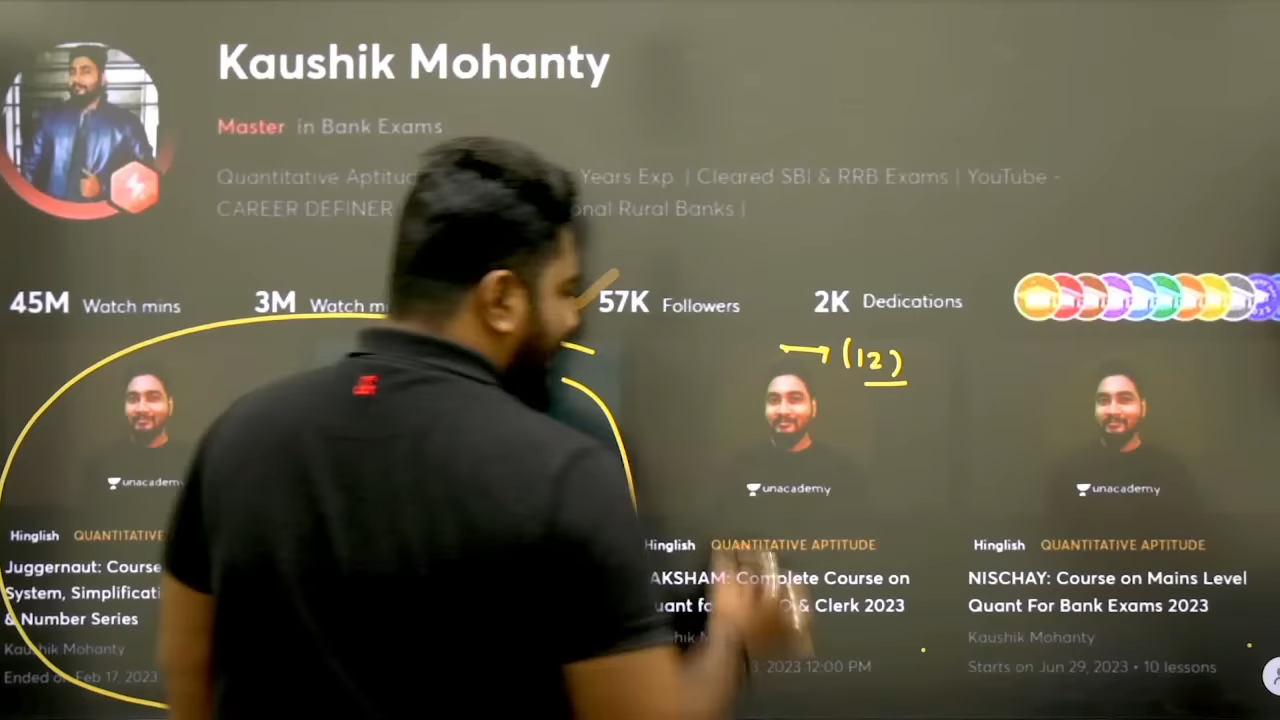 Kaushik Mohanty
Master in Bank Exams
Quantitative Years Exp. | Cleared SBI & RRB Exams | YouTube -
CAREER DEFINER Rural Banks |
45M Watch mins
3M Watch
57K Followers
2K Dedications
(12)
unacademy
unacademy
unacademy
Hinglish QUANTITATIVE
Juggernaut: Course
System,
& Number Series
Kaushik Mohanty
Ended Feb 17, 2023
Hinglish QUANTITATIVE APTITUDE
AKSHAM: Complete Course on
& Clerk 2023
2023 12:00 PM
Hinglish QUANTITATIVE APTITUDE
NISCHAY: Course on Mains Level
Quant For Bank Exams 2023
Kaushik Mohanty
Starts on Jun 29, 2023 • 10 lessons